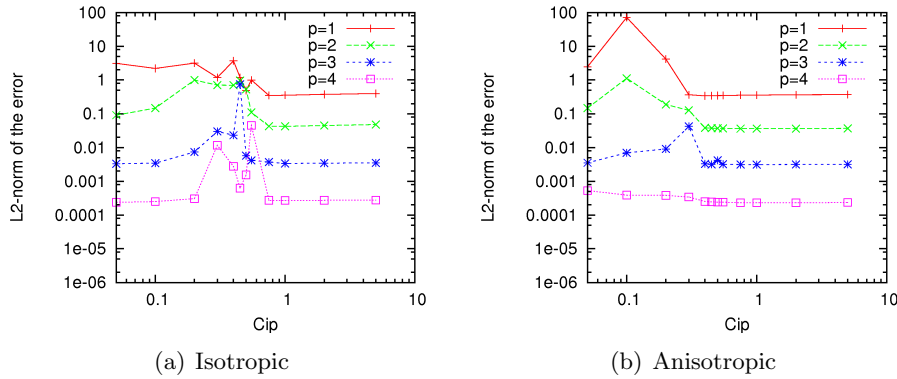 L2-norm of the error
100
10
1
0.1
0.01
0.001
0.0001
1e-05
1e-06
0.1
1
10
Cip
p=1
p=2
p=3
p=4
(a) Isotropic
L2-norm of the error
100
10
1
0.1
0.01
0.001
0.0001
1e-05
1e-06
0.1
1
10
Cip
p=1
p=2
p=3
p=4
(b) Anisotropic